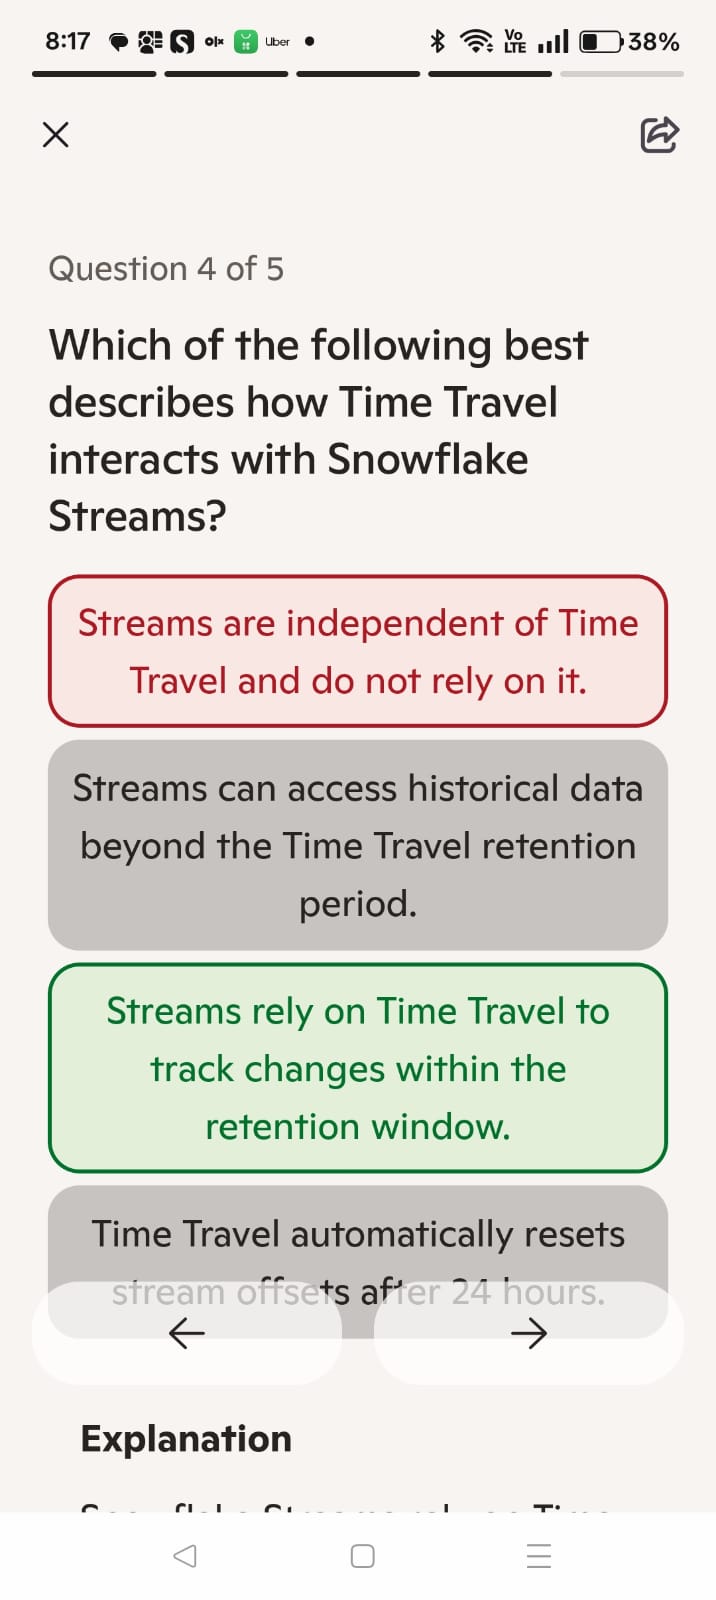 8:17 olx Uber Vo LTE 38%
Question 4 of 5
Which of the following best
describes how Time Travel
interacts with Snowflake
Streams?
Streams are independent of Time
Travel and do not rely on it.
Streams can access historical data
beyond the Time Travel retention
period.
Streams rely on Time Travel to
track changes within the
retention window.
Time Travel automatically resets
stream offsets after 24 hours.
Explanation